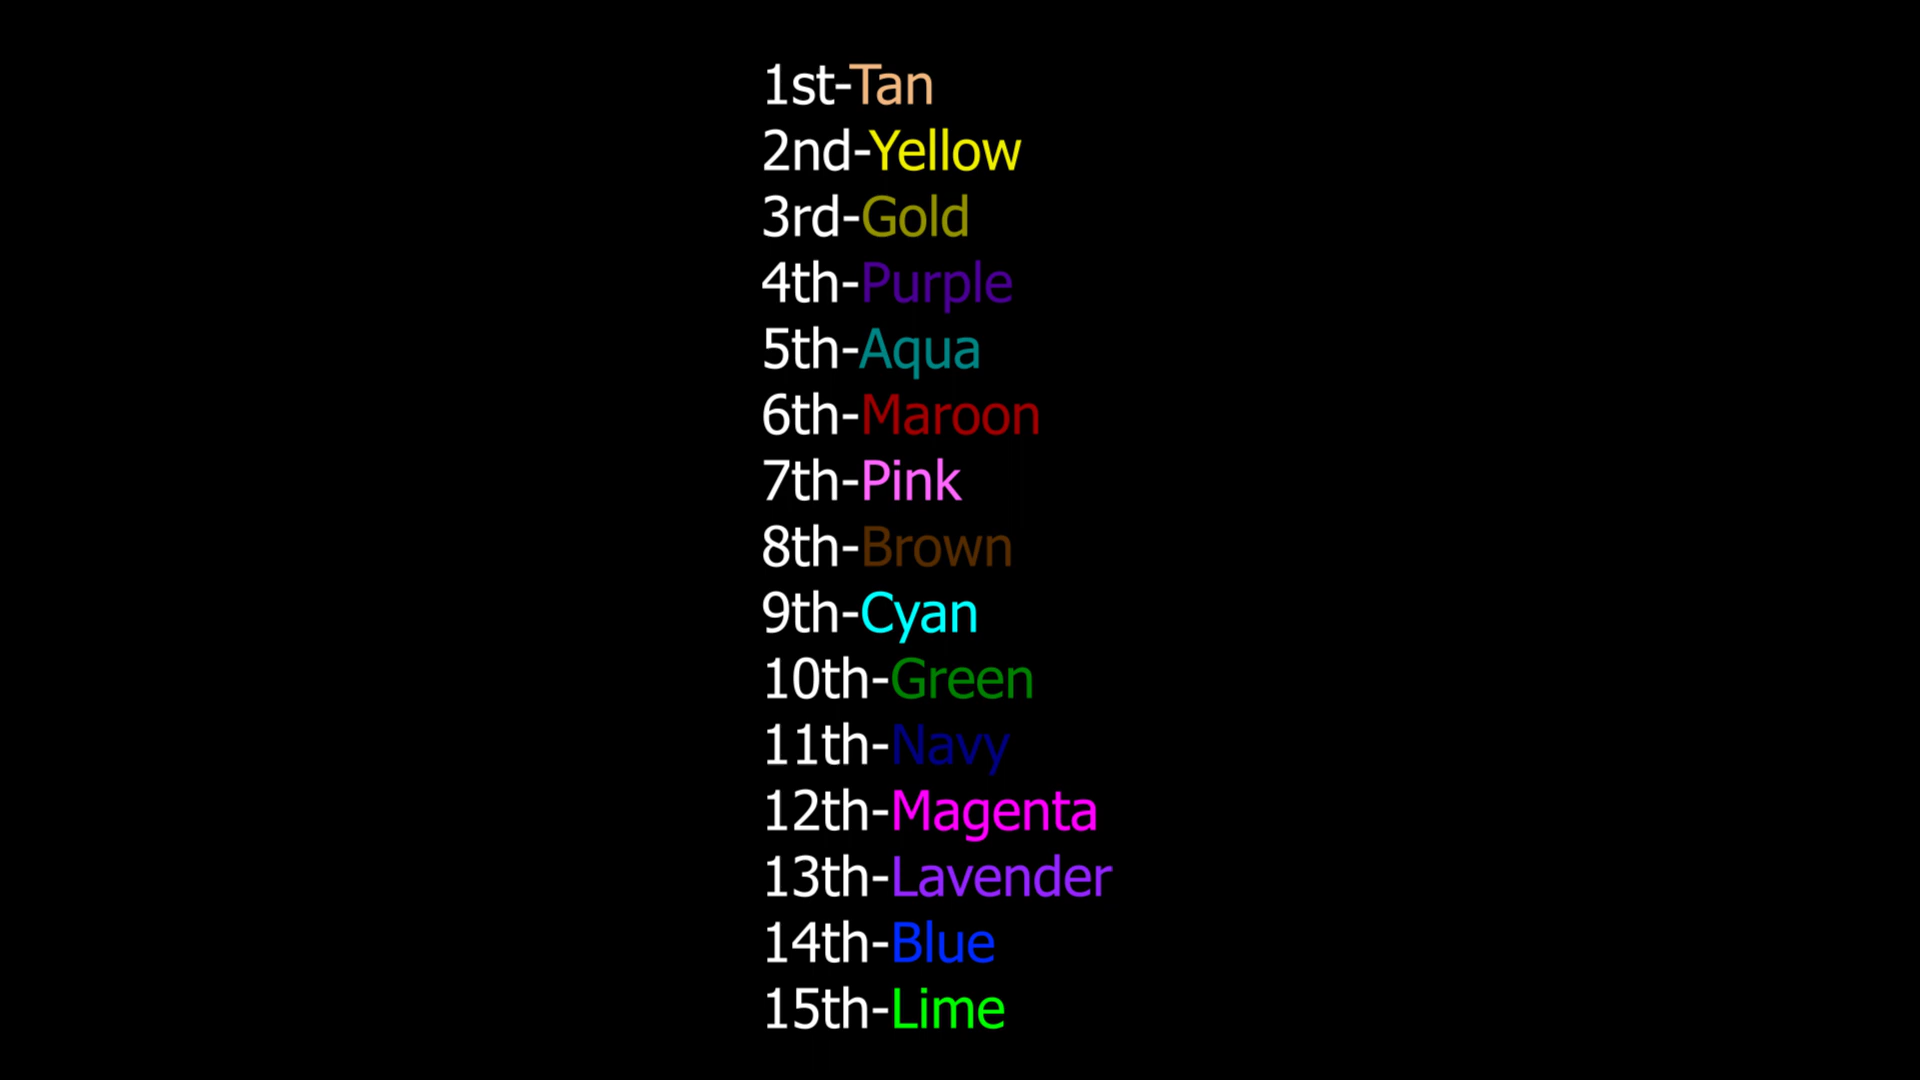 1st-Tan
2nd-Yellow
3rd-Gold
4th-Purple
5th-Aqua
6th-Maroon
7th-Pink
8th-Brown
9th-Cyan
10th-Green
11th-Navy
12th-Magenta
13th-Lavender
14th-Blue
15th-Lime